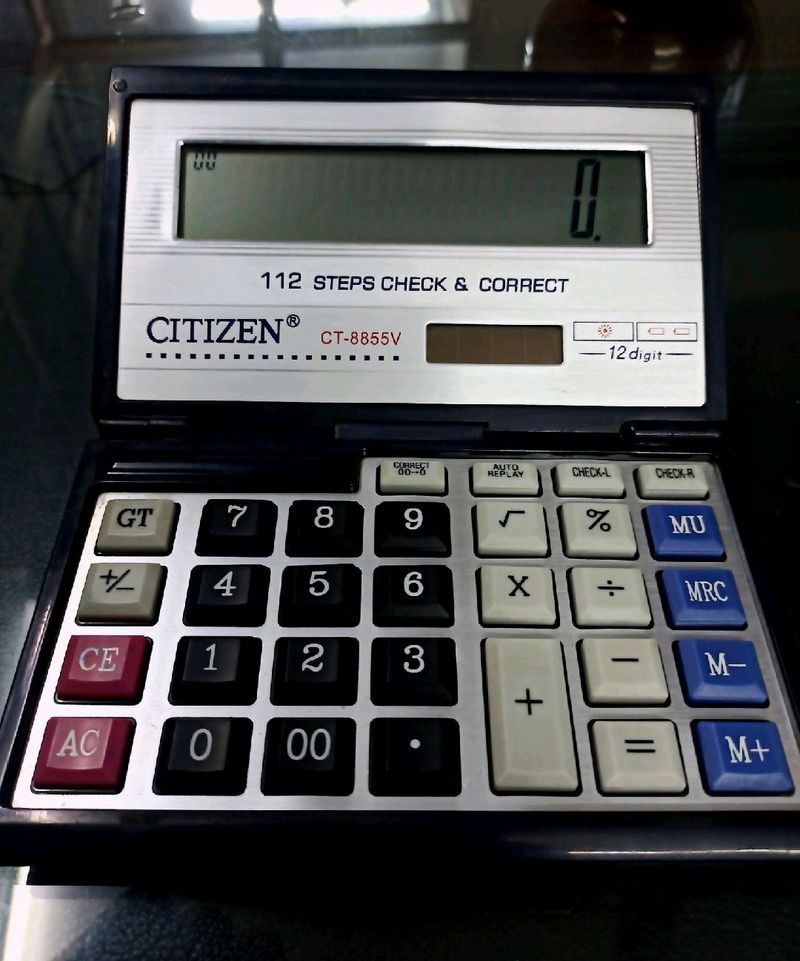 00 0.
112 STEPS CHECK & CORRECT
CITIZEN® CT-8855V
12 digit
CORRECT
00→0
AUTO
REPLAY
CHECK-L
CHECK-R
GT 7 8 9 √ % MU
+/- 4 5 6 X ÷ MRC
CE 1 2 3 + − M−
AC 0 00 . = M+